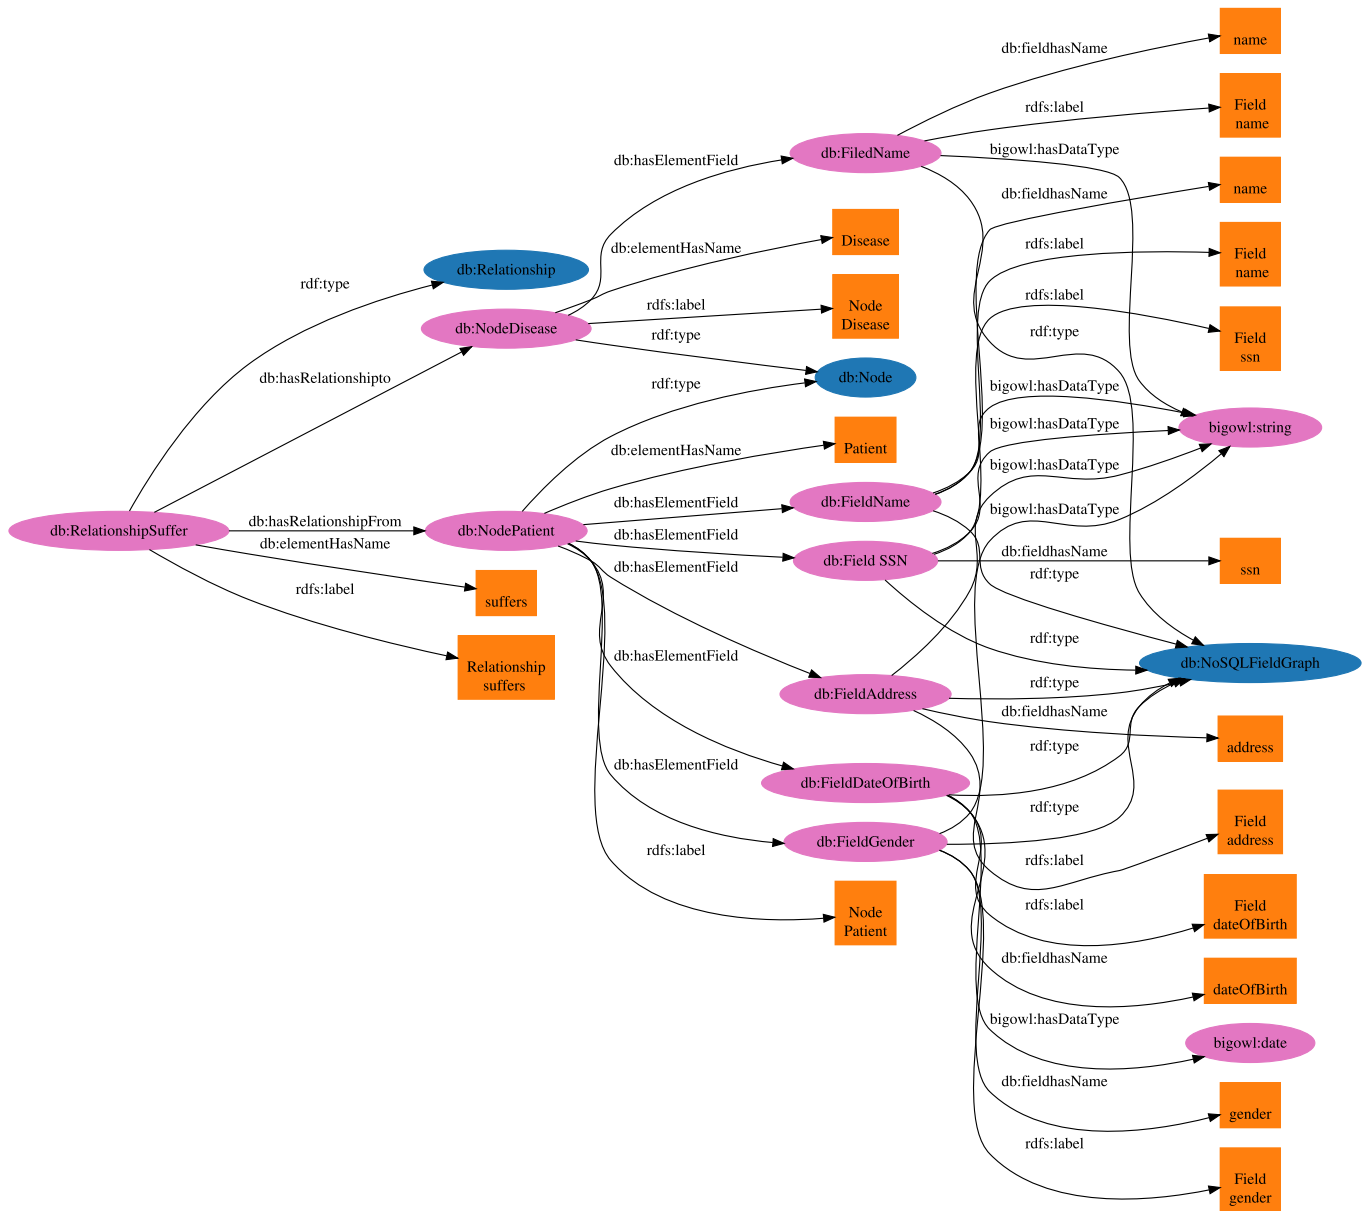 db:RelationshipSuffer
rdf:type
db:hasRelationshipto
db:hasRelationshipFrom
db:elementHasName
rdfs:label
db:Relationship
db:NodeDisease
db:NodePatient
suffers
Relationship
suffers
db:hasElementField
db:elementHasName
rdfs:label
rdf:type
rdf:type
db:elementHasName
db:hasElementField
db:hasElementField
db:hasElementField
db:hasElementField
db:hasElementField
rdfs:label
db:FiledName
Disease
Node
Disease
db:Node
Patient
db:FieldName
db:Field SSN
db:FieldAddress
db:FieldDateOfBirth
db:FieldGender
Node
Patient
db:fieldhasName
rdfs:label
bigowl:hasDataType
db:fieldhasName
rdfs:label
rdfs:label
rdf:type
bigowl:hasDataType
bigowl:hasDataType
bigowl:hasDataType
bigowl:hasDataType
db:fieldhasName
rdf:type
rdf:type
rdf:type
db:fieldhasName
rdf:type
rdf:type
rdfs:label
rdfs:label
db:fieldhasName
bigowl:hasDataType
db:fieldhasName
rdfs:label
name
Field
name
name
Field
name
Field
ssn
bigowl:string
ssn
db:NoSQLFieldGraph
address
Field
address
Field
dateOfBirth
dateOfBirth
bigowl:date
gender
Field
gender